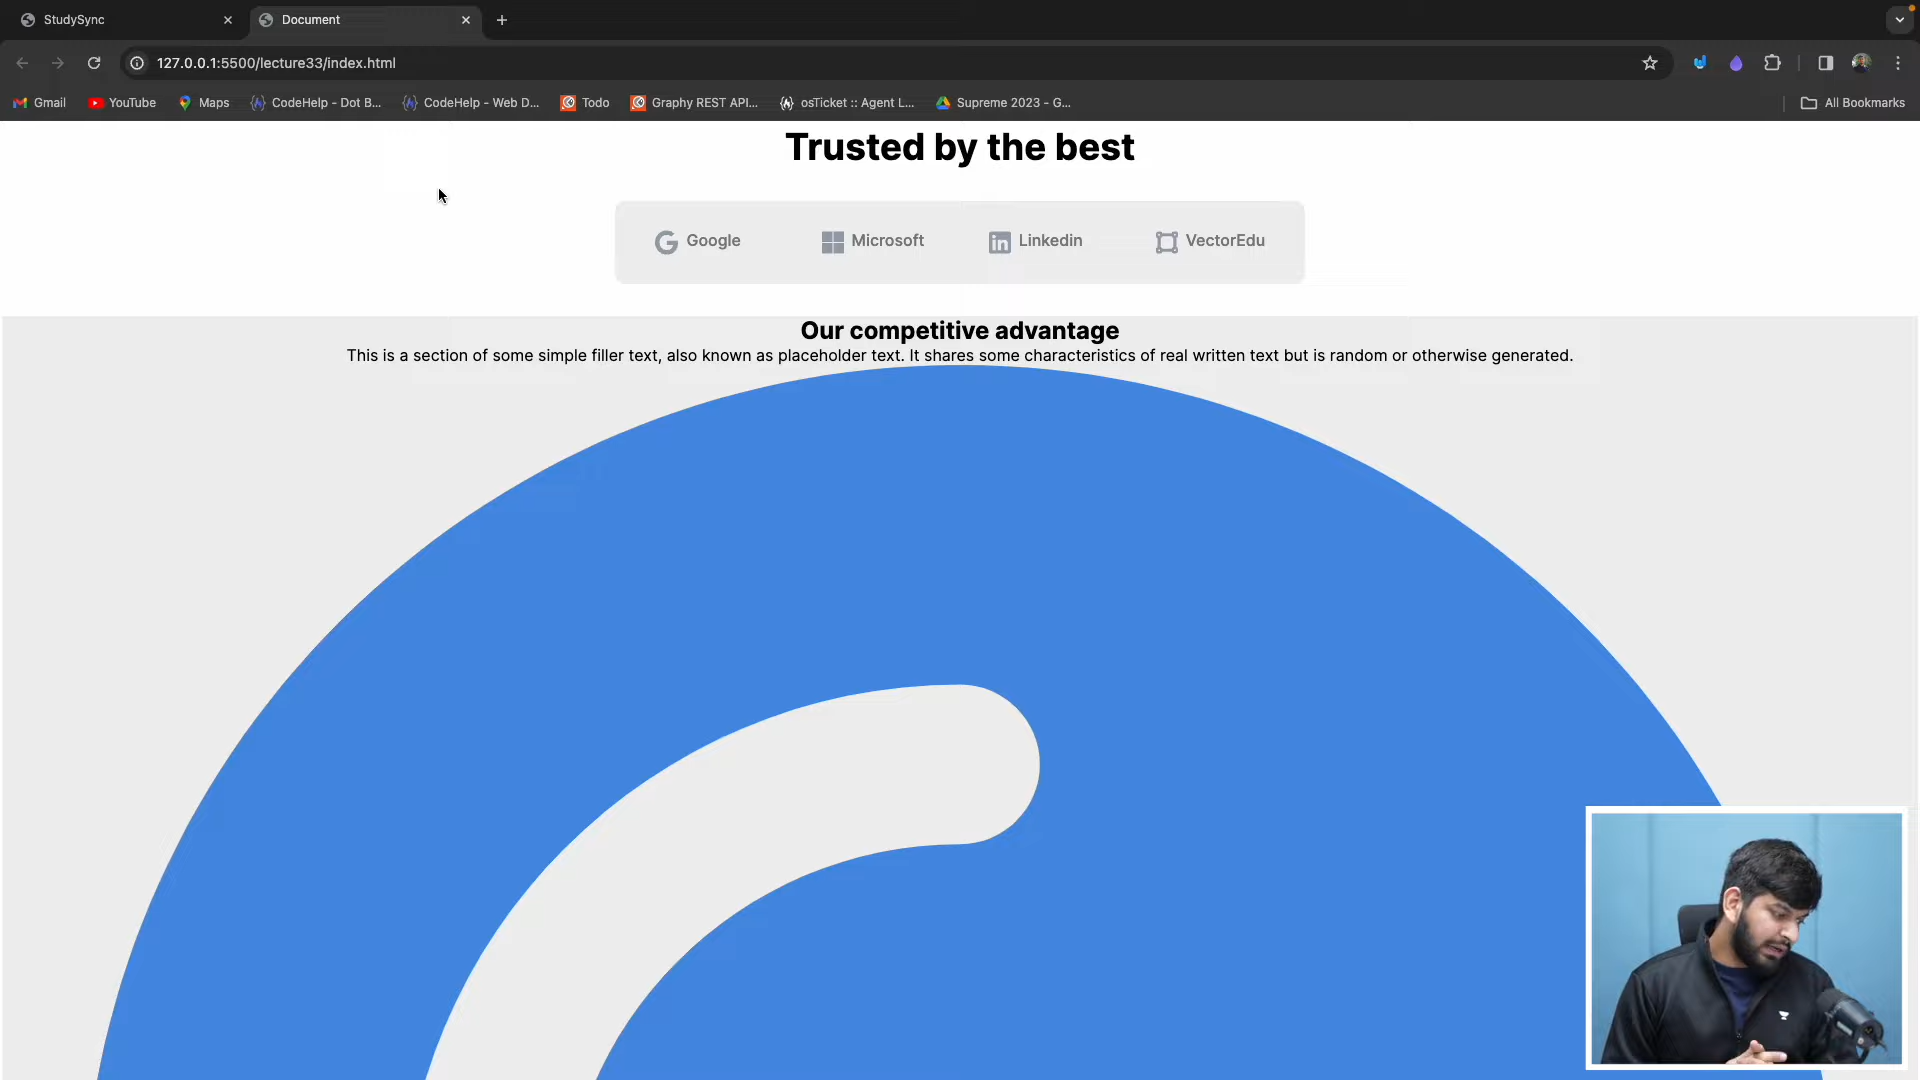 StudySync
Document
127.0.0.1:5500/lecture33/index.html
Gmail
YouTube
Maps
CodeHelp - Dot B...
CodeHelp - Web D...
Todo
Graphy REST API...
osTicket :: Agent L...
Supreme 2023 - G...
All Bookmarks
Trusted by the best
Google
Microsoft
Linkedin
VectorEdu
Our competitive advantage
This is a section of some simple filler text, also known as placeholder text. It shares some characteristics of real written text but is random or otherwise generated.